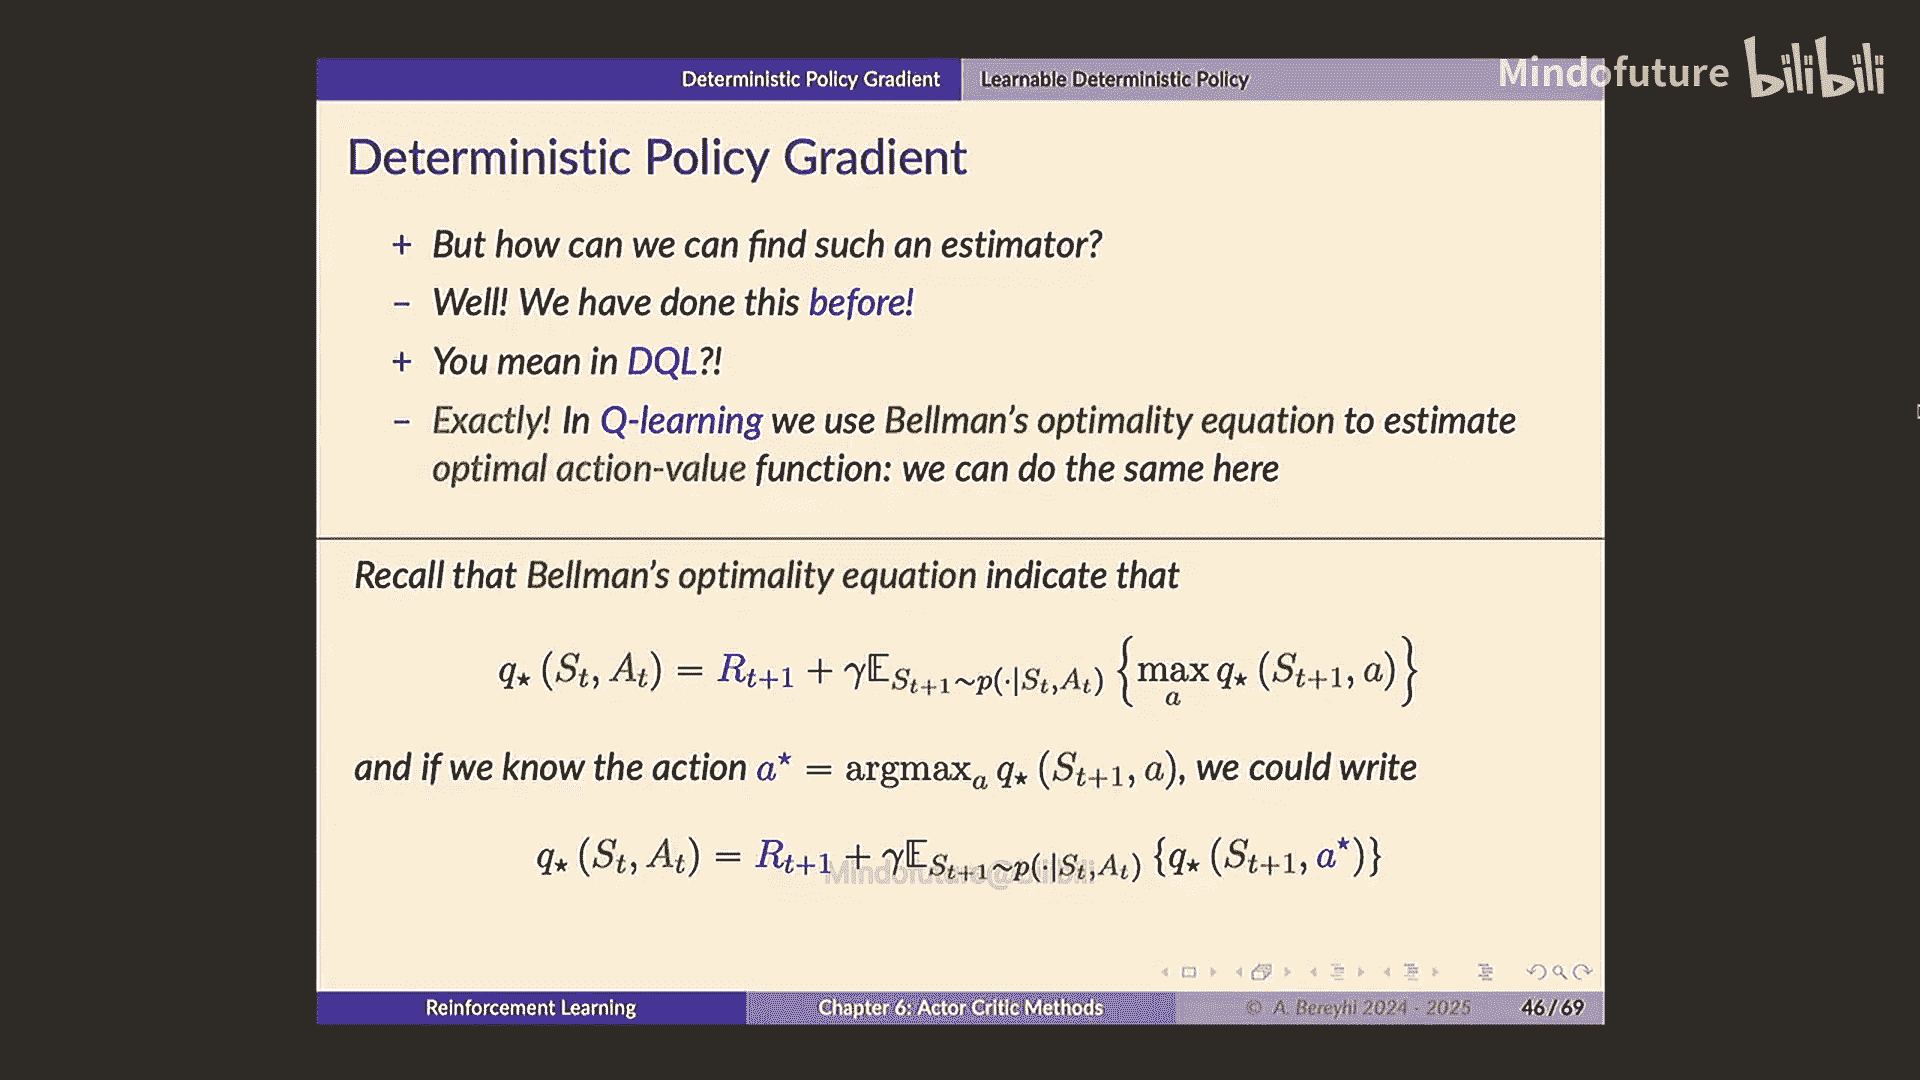 Deterministic Policy Gradient Learnable Deterministic Policy
Mindofuture bilibili
Deterministic Policy Gradient
+ But how can we can find such an estimator?
– Well! We have done this before!
+ You mean in DQL?!
– Exactly! In Q-learning we use Bellman's optimality equation to estimate
optimal action-value function: we can do the same here
Recall that Bellman's optimality equation indicate that
q⋆ (S_t, A_t) = R_{t+1} + γ𝔼_{S_{t+1}∼p(·|S_t,A_t)} {max_a q⋆ (S_{t+1}, a)}
and if we know the action a⋆ = argmax_a q⋆ (S_{t+1}, a), we could write
q⋆ (S_t, A_t) = R_{t+1} + γ𝔼_{S_{t+1}∼p(·|S_t,A_t)} {q⋆ (S_{t+1}, a⋆)}
Mindofuture@bilibili
Reinforcement Learning Chapter 6: Actor Critic Methods © A. Bereyhi 2024 - 2025 46/69